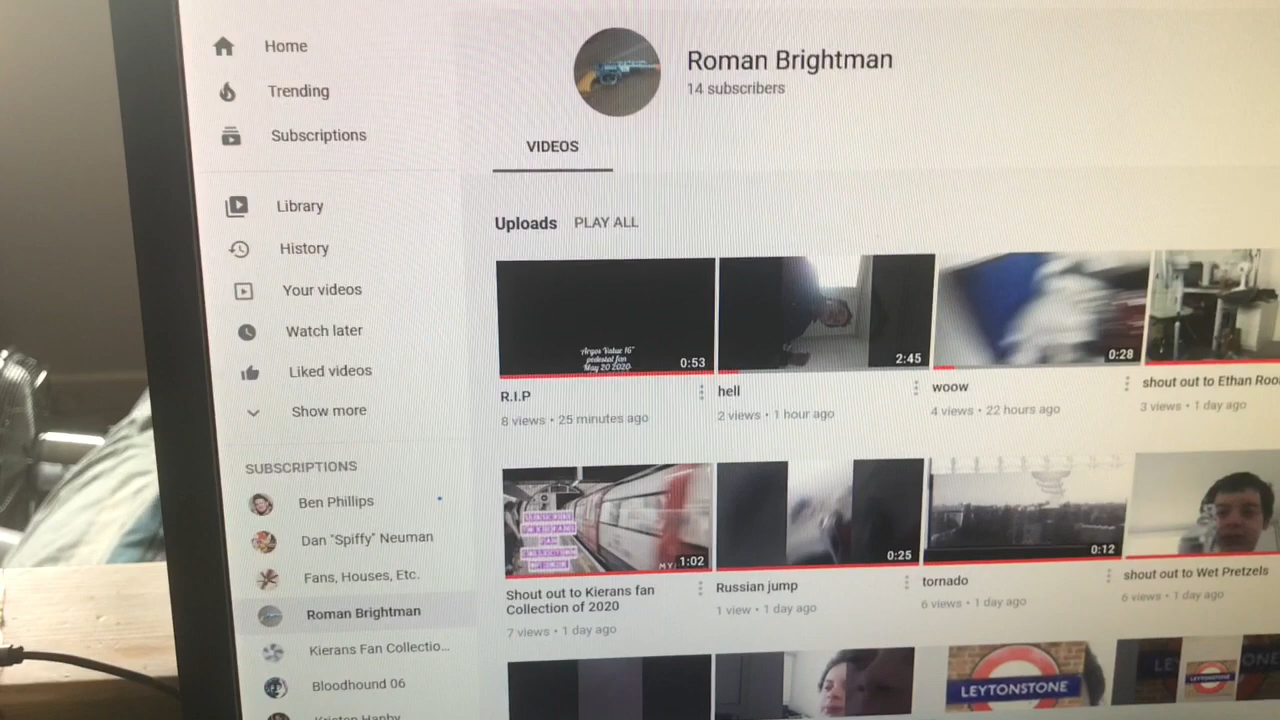 Home
Trending
Subscriptions
Library
History
Your videos
Watch later
Liked videos
Show more
SUBSCRIPTIONS
Ben Phillips
Dan "Spiffy" Neuman
Fans, Houses, Etc.
Roman Brightman
Kierans Fan Collectio...
Bloodhound 06
Kristen Hanby
Roman Brightman
14 subscribers
VIDEOS
Uploads PLAY ALL
Argos Value 16"
pedestal fan
May 20 2020
0:53
R.I.P
8 views • 25 minutes ago
2:45
hell
2 views • 1 hour ago
0:28
woow
4 views • 22 hours ago
shout out to Ethan Roo
3 views • 1 day ago
1:02
Shout out to Kierans fan
Collection of 2020
7 views • 1 day ago
0:25
Russian jump
1 view • 1 day ago
0:12
tornado
6 views • 1 day ago
shout out to Wet Pretzels
6 views • 1 day ago
LEYTONSTONE
LEYTONSTONE